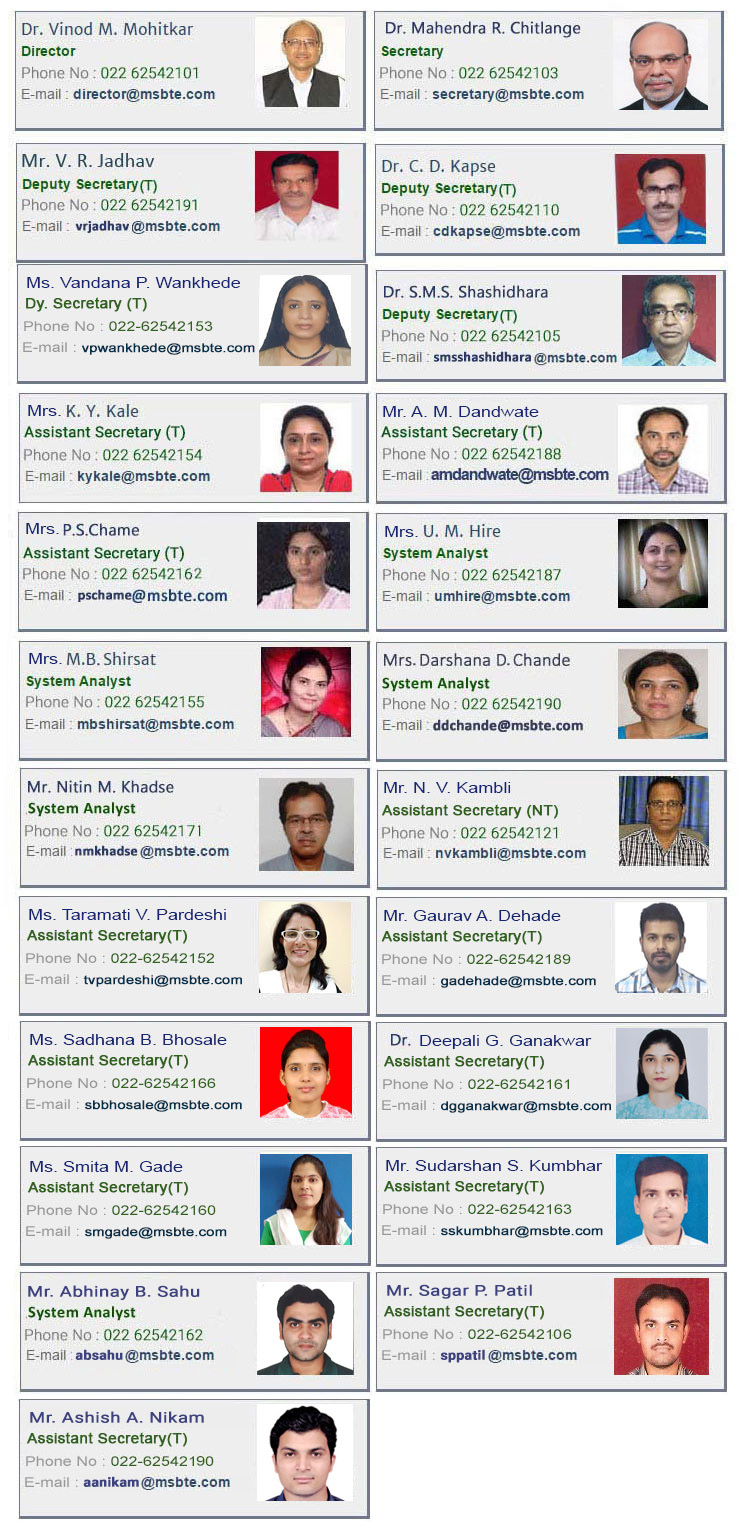 Dr. Vinod M. Mohitkar
Director
Phone No : 022 62542101
E-mail : director@msbte.com
Dr. Mahendra R. Chitlange
Secretary
Phone No : 022 62542103
E-mail : secretary@msbte.com
Mr. V. R. Jadhav
Deputy Secretary(T)
Phone No : 022 62542191
E-mail : vrjadhav@msbte.com
Dr. C. D. Kapse
Deputy Secretary(T)
Phone No : 022 62542110
E-mail : cdkapse@msbte.com
Ms. Vandana P. Wankhede
Dy. Secretary (T)
Phone No : 022-62542153
E-mail : vpwankhede@msbte.com
Dr. S.M.S. Shashidhara
Deputy Secretary(T)
Phone No : 022 62542105
E-mail : smsshashidhara@msbte.com
Mrs. K. Y. Kale
Assistant Secretary (T)
Phone No : 022 62542154
E-mail : kykale@msbte.com
Mr. A. M. Dandwate
Assistant Secretary (T)
Phone No : 022 62542188
E-mail : amdandwate@msbte.com
Mrs. P.S.Chame
Assistant Secretary (T)
Phone No : 022 62542162
E-mail : pschame@msbte.com
Mrs. U. M. Hire
System Analyst
Phone No : 022 62542187
E-mail : umhire@msbte.com
Mrs. M.B. Shirsat
System Analyst
Phone No : 022 62542155
E-mail : mbshirsat@msbte.com
Mrs. Darshana D. Chande
System Analyst
Phone No : 022 62542190
E-mail : ddchande@msbte.com
Mr. Nitin M. Khadse
System Analyst
Phone No : 022 62542171
E-mail : nmkhadse@msbte.com
Mr. N. V. Kambli
Assistant Secretary (NT)
Phone No : 022 62542121
E-mail : nvkambli@msbte.com
Ms. Taramati V. Pardeshi
Assistant Secretary(T)
Phone No : 022-62542152
E-mail : tvpardeshi@msbte.com
Mr. Gaurav A. Dehade
Assistant Secretary(T)
Phone No : 022-62542189
E-mail : gadehade@msbte.com
Ms. Sadhana B. Bhosale
Assistant Secretary(T)
Phone No : 022-62542166
E-mail : sbbhosale@msbte.com
Dr. Deepali G. Ganakwar
Assistant Secretary(T)
Phone No : 022-62542161
E-mail : dgganakwar@msbte.com
Ms. Smita M. Gade
Assistant Secretary(T)
Phone No : 022-62542160
E-mail : smgade@msbte.com
Mr. Sudarshan S. Kumbhar
Assistant Secretary(T)
Phone No : 022-62542163
E-mail : sskumbhar@msbte.com
Mr. Abhinay B. Sahu
System Analyst
Phone No : 022 62542162
E-mail : absahu@msbte.com
Mr. Sagar P. Patil
Assistant Secretary(T)
Phone No : 022-62542106
E-mail : sppatil@msbte.com
Mr. Ashish A. Nikam
Assistant Secretary(T)
Phone No : 022-62542190
E-mail : aanikam@msbte.com